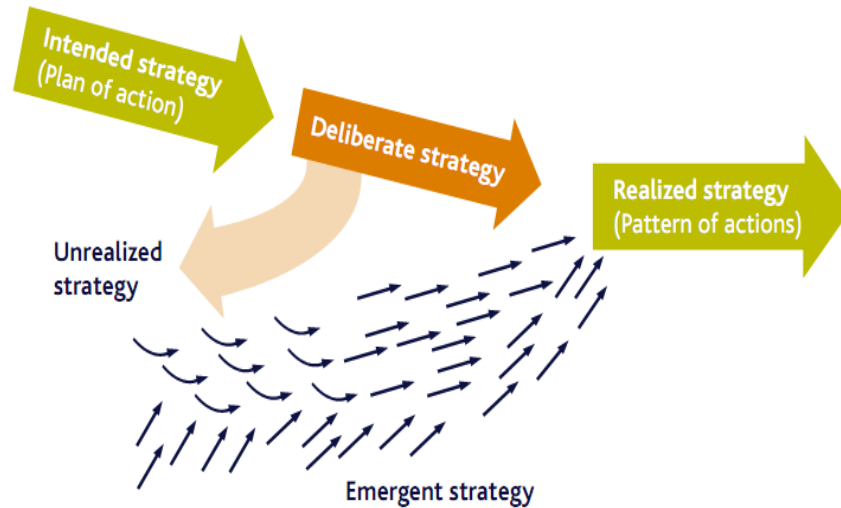 Intended strategy
(Plan of action)
Deliberate strategy
Realized strategy
(Pattern of actions)
Unrealized
strategy
Emergent strategy